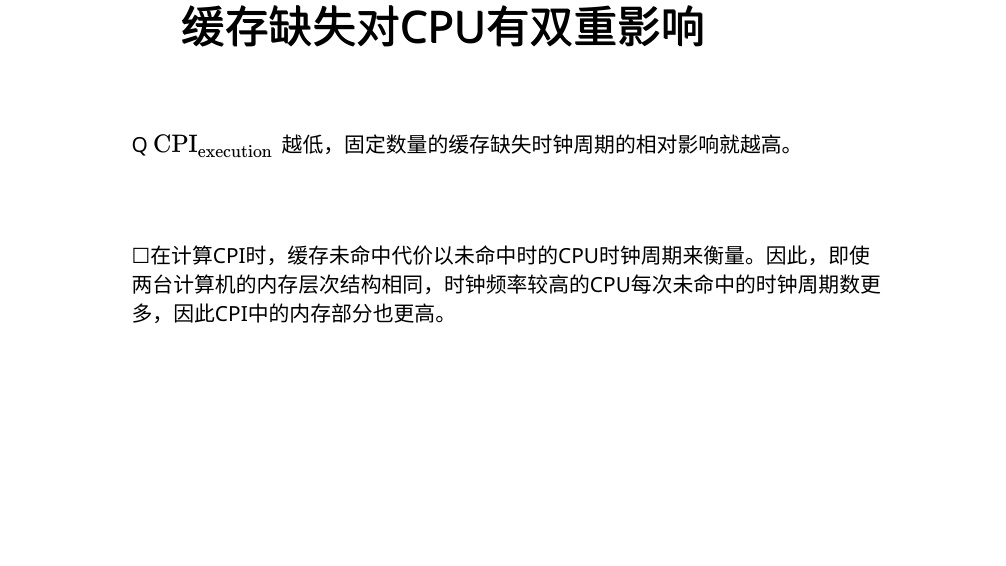 缓存缺失对CPU有双重影响
Q CPIexecution 越低，固定数量的缓存缺失时钟周期的相对影响就越高。
☐在计算CPI时，缓存未命中代价以未命中时的CPU时钟周期来衡量。因此，即使
两台计算机的内存层次结构相同，时钟频率较高的CPU每次未命中的时钟周期数更
多，因此CPI中的内存部分也更高。